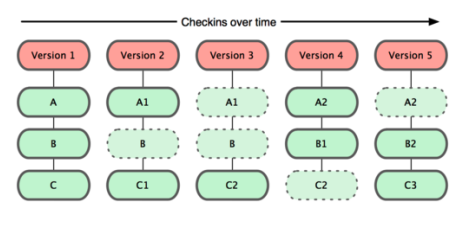 Checkins over time
Version 1 Version 2 Version 3 Version 4 Version 5
A A1 A1 A2 A2
B B B B1 B2
C C1 C2 C2 C3